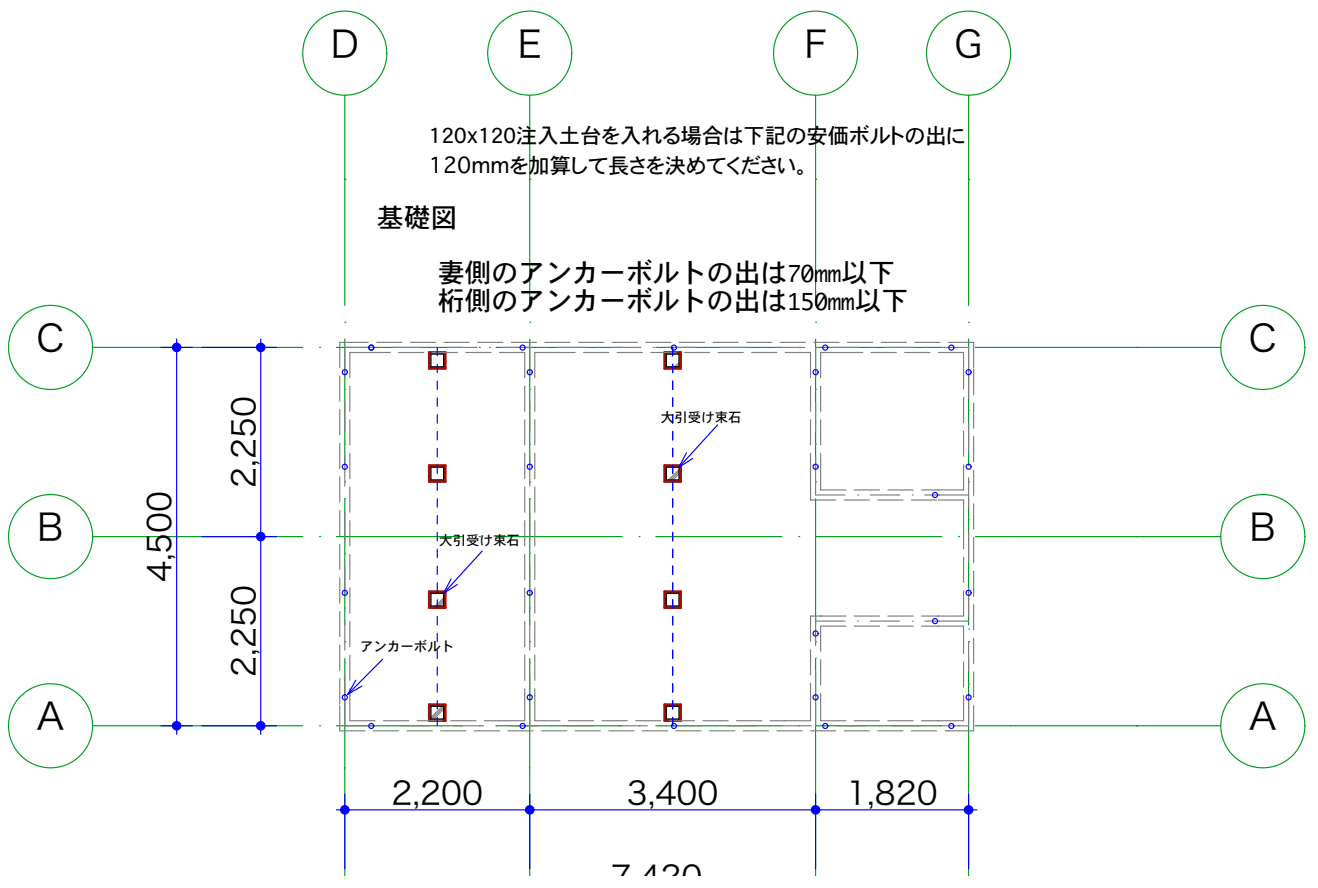 D E F G
120x120注入土台を入れる場合は下記の安価ボルトの出に
120mmを加算して長さを決めてください。
基礎図
妻側のアンカーボルトの出は70mm以下
桁側のアンカーボルトの出は150mm以下
C C
大引受け束石
2,250
4,500
B B
大引受け束石
2,250
アンカーボルト
A A
2,200 3,400 1,820
7,420